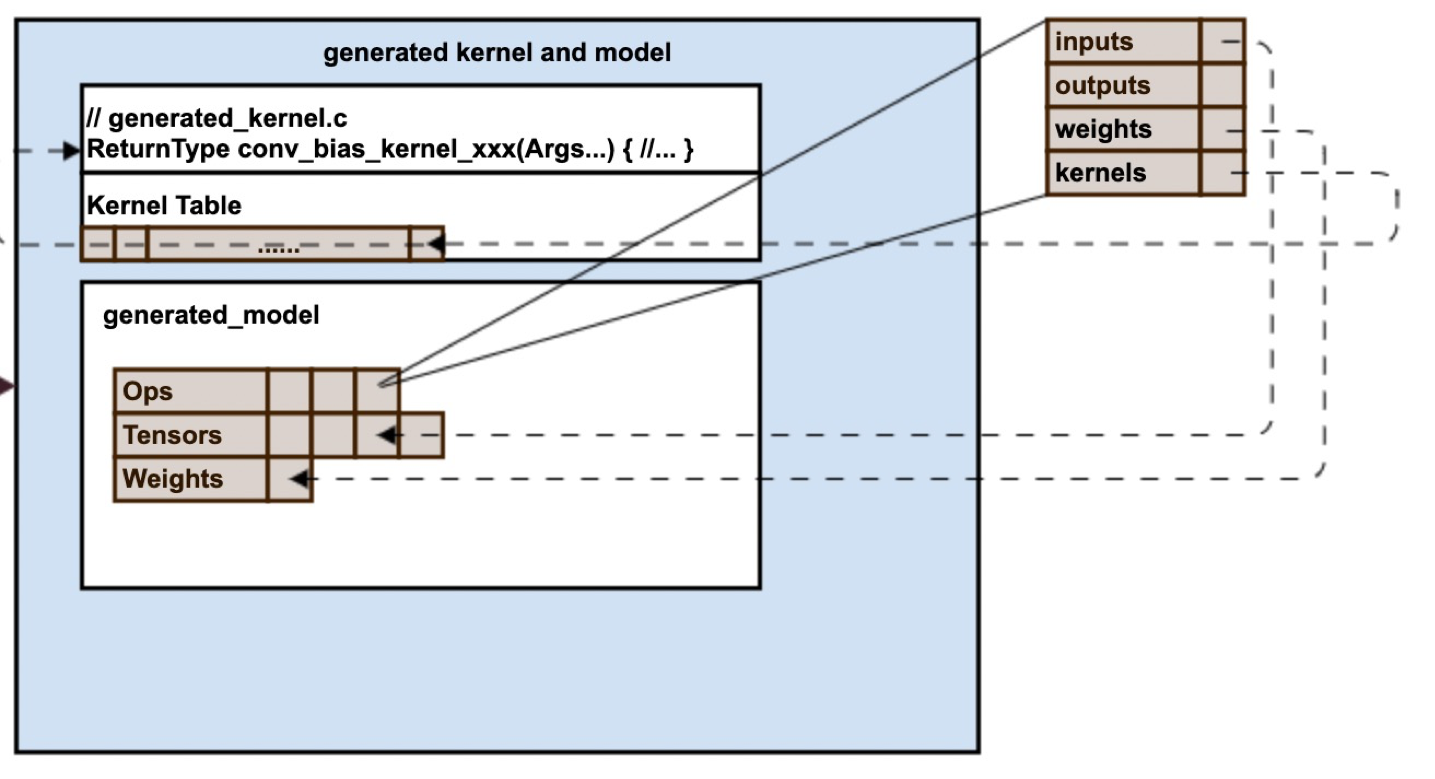 generated kernel and model
// generated_kernel.c
ReturnType conv_bias_kernel_xxx(Args...) { //... }
Kernel Table
......
generated_model
Ops
Tensors
Weights
inputs
outputs
weights
kernels